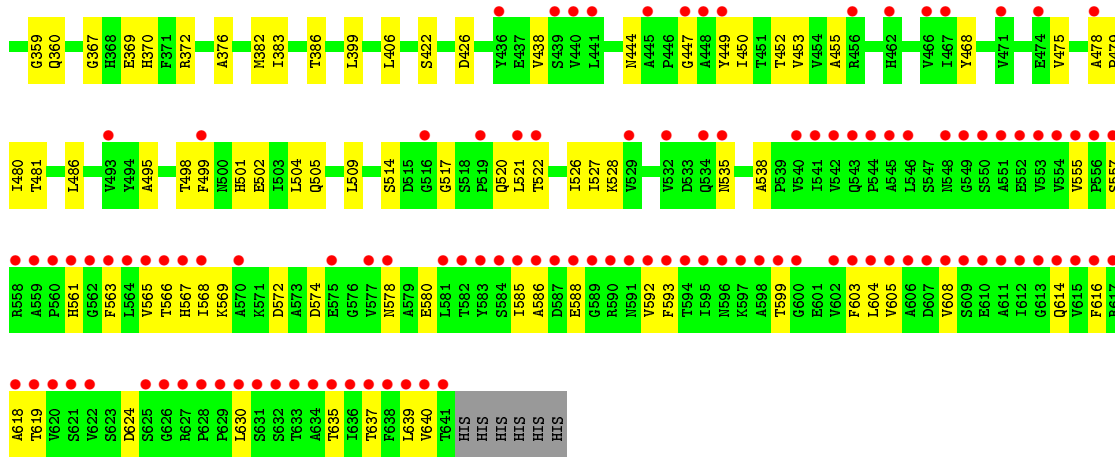 G359 Q360 G367 H368 E369 H370 F371 R372 A376 M382 I383 T386 L399 L406 S422 D426 Y436 E437 V438 S439 V440 L441 N444 A445 P446 G447 A448 Y449 I450 T451 T452 V453 V454 A455 R456 H462 V466 I467 Y468 V471 E474 V475 A478
I480 T481 L486 V493 Y494 A495 T498 F499 N500 H501 E502 I503 L504 Q505 L509 S514 D515 G516 G517 S518 P519 Q520 L521 T522 I526 I527 K528 V529 V532 D533 Q534 N535 A538 P539 V540 I541 V542 Q543 P544 A545 L546 S547 N548 G549 S550 A551 E552 V553 V554 V555 P556 S557
R558 A559 P560 H561 G562 F563 L564 V565 T566 H567 I568 K569 A570 K571 D572 A573 D574 E575 G576 V577 N578 A579 E580 L581 T582 Y583 S584 I585 A586 D587 E588 G589 R590 N591 V592 F593 T594 I595 N596 K597 A598 T599 G600 E601 V602 F603 L604 V605 A606 D607 V608 S609 E610 A611 I612 G613 Q614 V615 F616 R617
A618 T619 V620 S621 V622 S623 D624 S625 G626 R627 P628 P629 L630 S631 S632 T633 A634 T635 I636 T637 F638 L639 V640 T641 HIS HIS HIS HIS HIS HIS